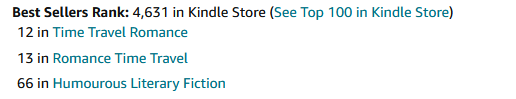 Best Sellers Rank: 4,631 in Kindle Store (See Top 100 in Kindle Store)
12 in Time Travel Romance
13 in Romance Time Travel
66 in Humourous Literary Fiction